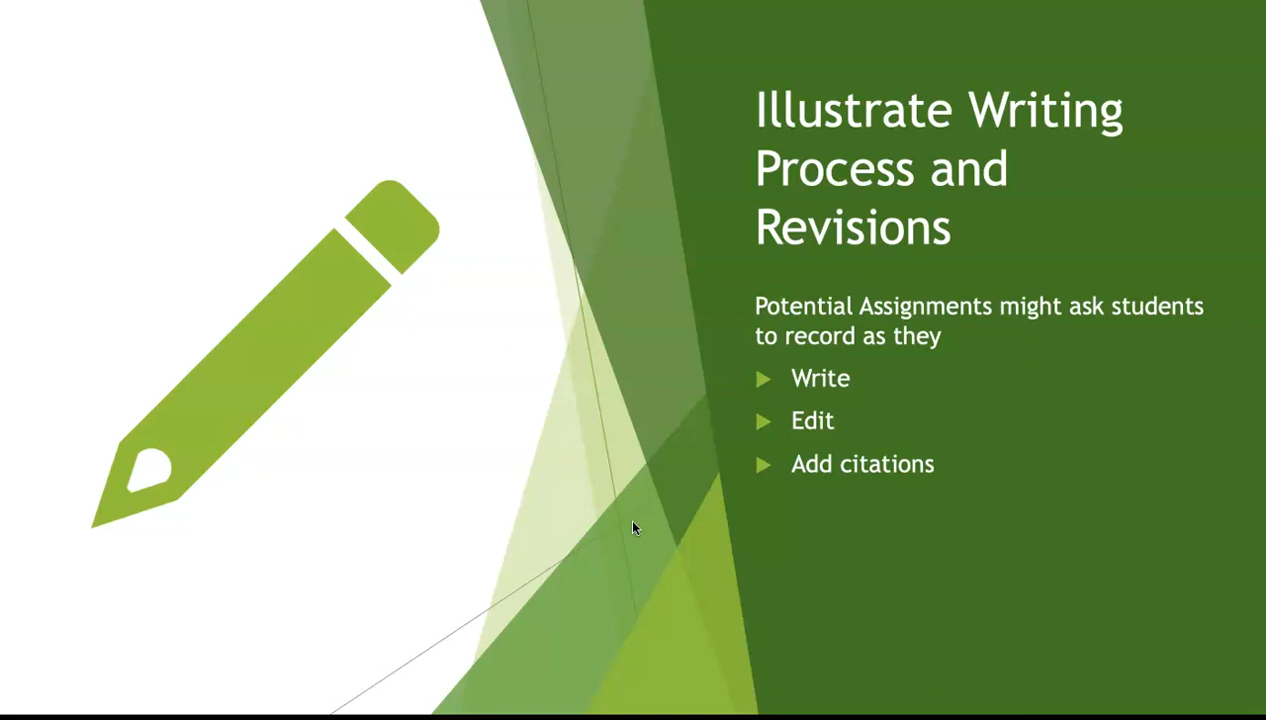 Illustrate Writing
Process and
Revisions
Potential Assignments might ask students
to record as they
Write
Edit
Add citations